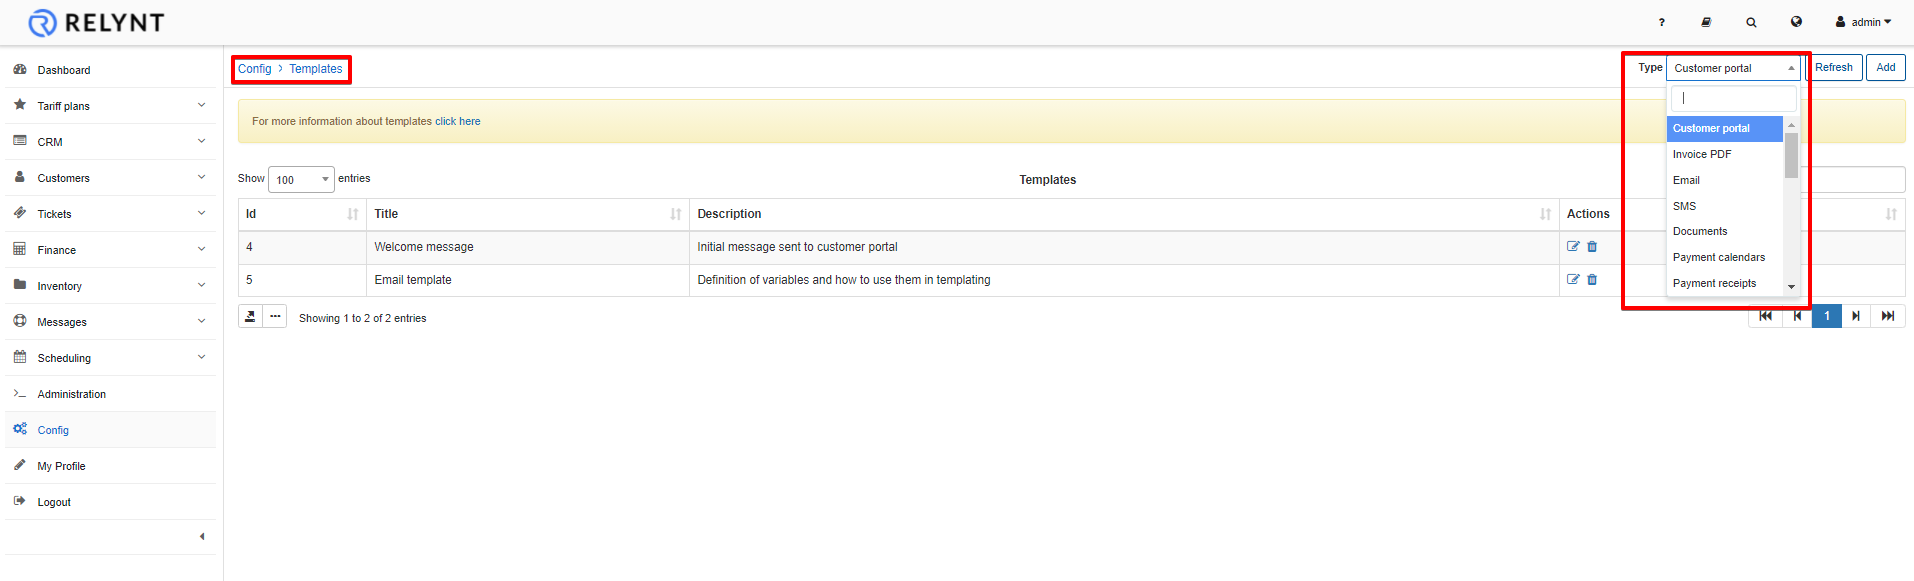 RELYNT
?
admin
Dashboard
Tariff plans
CRM
Customers
Tickets
Finance
Inventory
Messages
Scheduling
Administration
Config
My Profile
Logout
Config > Templates
Type Customer portal Refresh Add
Customer portal
Invoice PDF
Email
SMS
Documents
Payment calendars
Payment receipts
For more information about templates click here
Show 100 entries
Templates
Id Title Description Actions
4 Welcome message Initial message sent to customer portal
5 Email template Definition of variables and how to use them in templating
Showing 1 to 2 of 2 entries
1